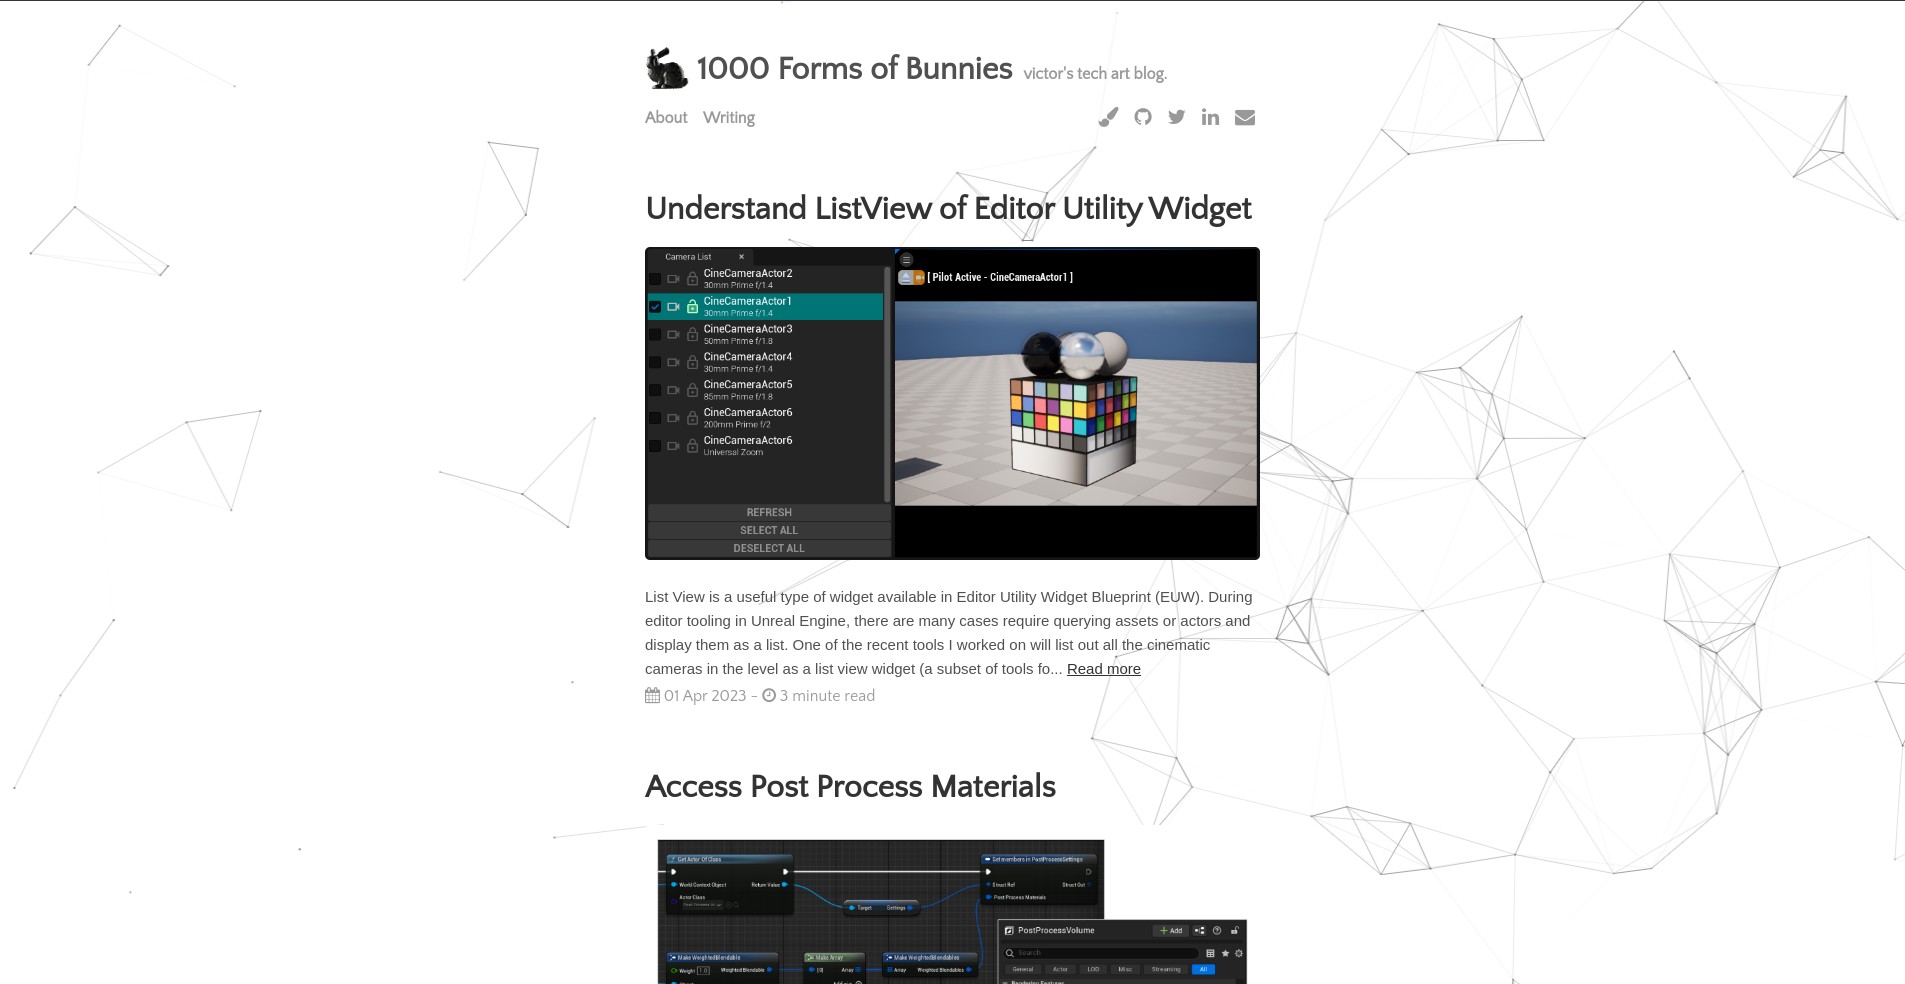 1000 Forms of Bunnies victor's tech art blog.
About Writing
Understand ListView of Editor Utility Widget
Camera List ×
CineCameraActor2
30mm Prime f/1.4
CineCameraActor1
30mm Prime f/1.4
CineCameraActor3
50mm Prime f/1.8
CineCameraActor4
30mm Prime f/1.4
CineCameraActor5
85mm Prime f/1.8
CineCameraActor6
200mm Prime f/2
CineCameraActor6
Universal Zoom
REFRESH
SELECT ALL
DESELECT ALL
[ Pilot Active - CineCameraActor1 ]
List View is a useful type of widget available in Editor Utility Widget Blueprint (EUW). During
editor tooling in Unreal Engine, there are many cases require querying assets or actors and
display them as a list. One of the recent tools I worked on will list out all the cinematic
cameras in the level as a list view widget (a subset of tools fo... Read more
01 Apr 2023 - 3 minute read
Access Post Process Materials
Get Actor Of Class
World Context Object Return Value
Actor Class
Target Settings
Get members in PostProcessSettings
Struct Ref Struct Out
Post Process Materials
Make WeightedBlendable
Weight 1.0 Weighted Blendable
Make Array
[0] Array
Make WeightedBlendables
Array Weighted Blendables
PostProcessVolume
+ Add
Search
General Actor LOD Misc Streaming All
Rendering Features